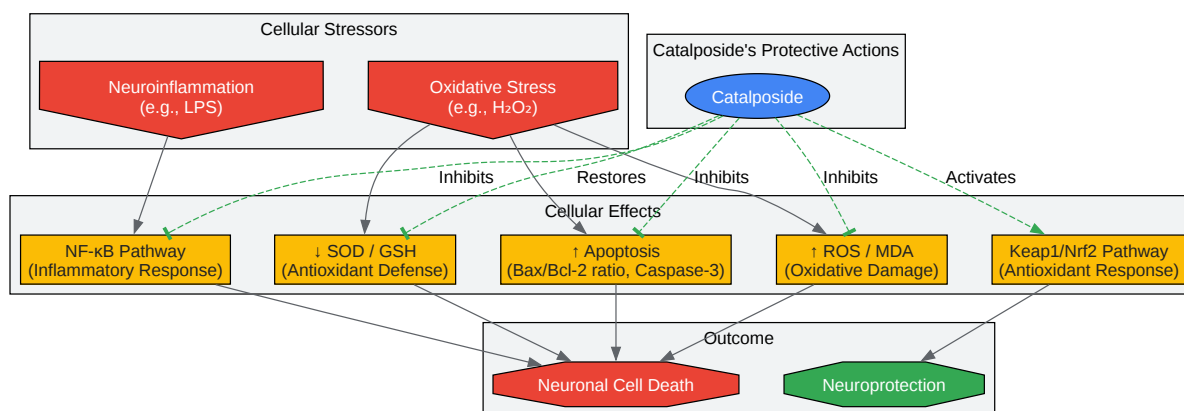 Cellular Stressors
Neuroinflammation
(e.g., LPS)
Oxidative Stress
(e.g., H₂O₂)
Catalposide's Protective Actions
Catalposide
Inhibits
Restores
Inhibits
Inhibits
Activates
Cellular Effects
NF-κB Pathway
(Inflammatory Response)
↓ SOD / GSH
(Antioxidant Defense)
↑ Apoptosis
(Bax/Bcl-2 ratio, Caspase-3)
↑ ROS / MDA
(Oxidative Damage)
Keap1/Nrf2 Pathway
(Antioxidant Response)
Outcome
Neuronal Cell Death
Neuroprotection